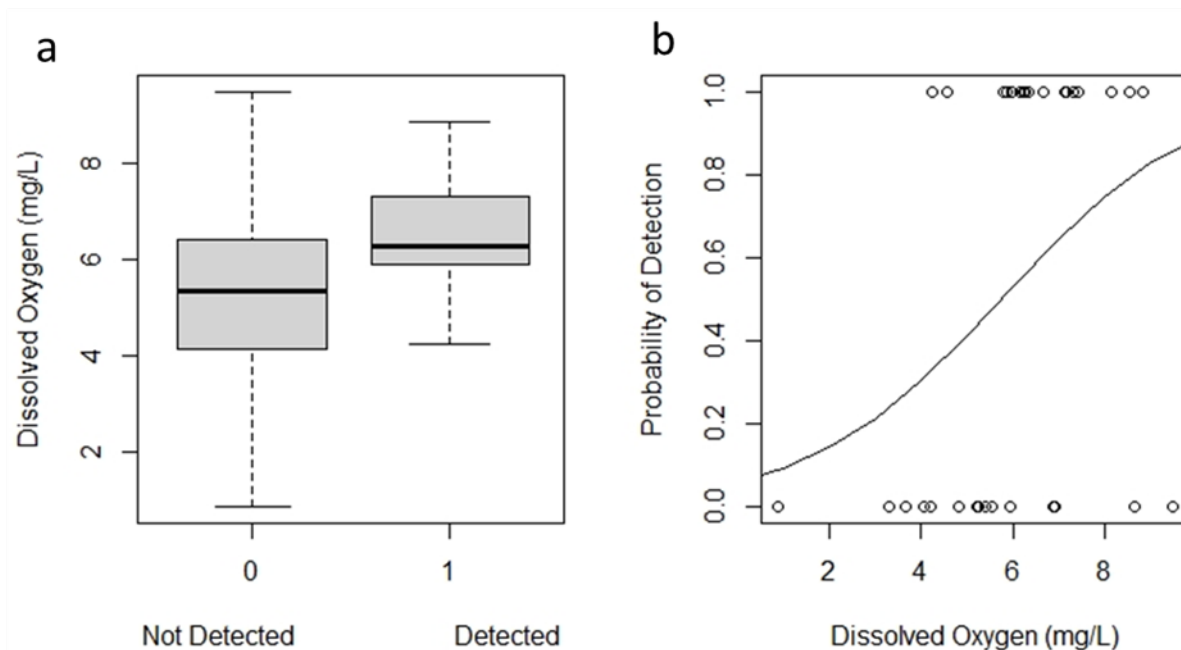 a
Dissolved Oxygen (mg/L)
8
6
4
2
0
1
Not Detected
Detected
b
Probability of Detection
1.0
0.8
0.6
0.4
0.2
0.0
2
4
6
8
Dissolved Oxygen (mg/L)